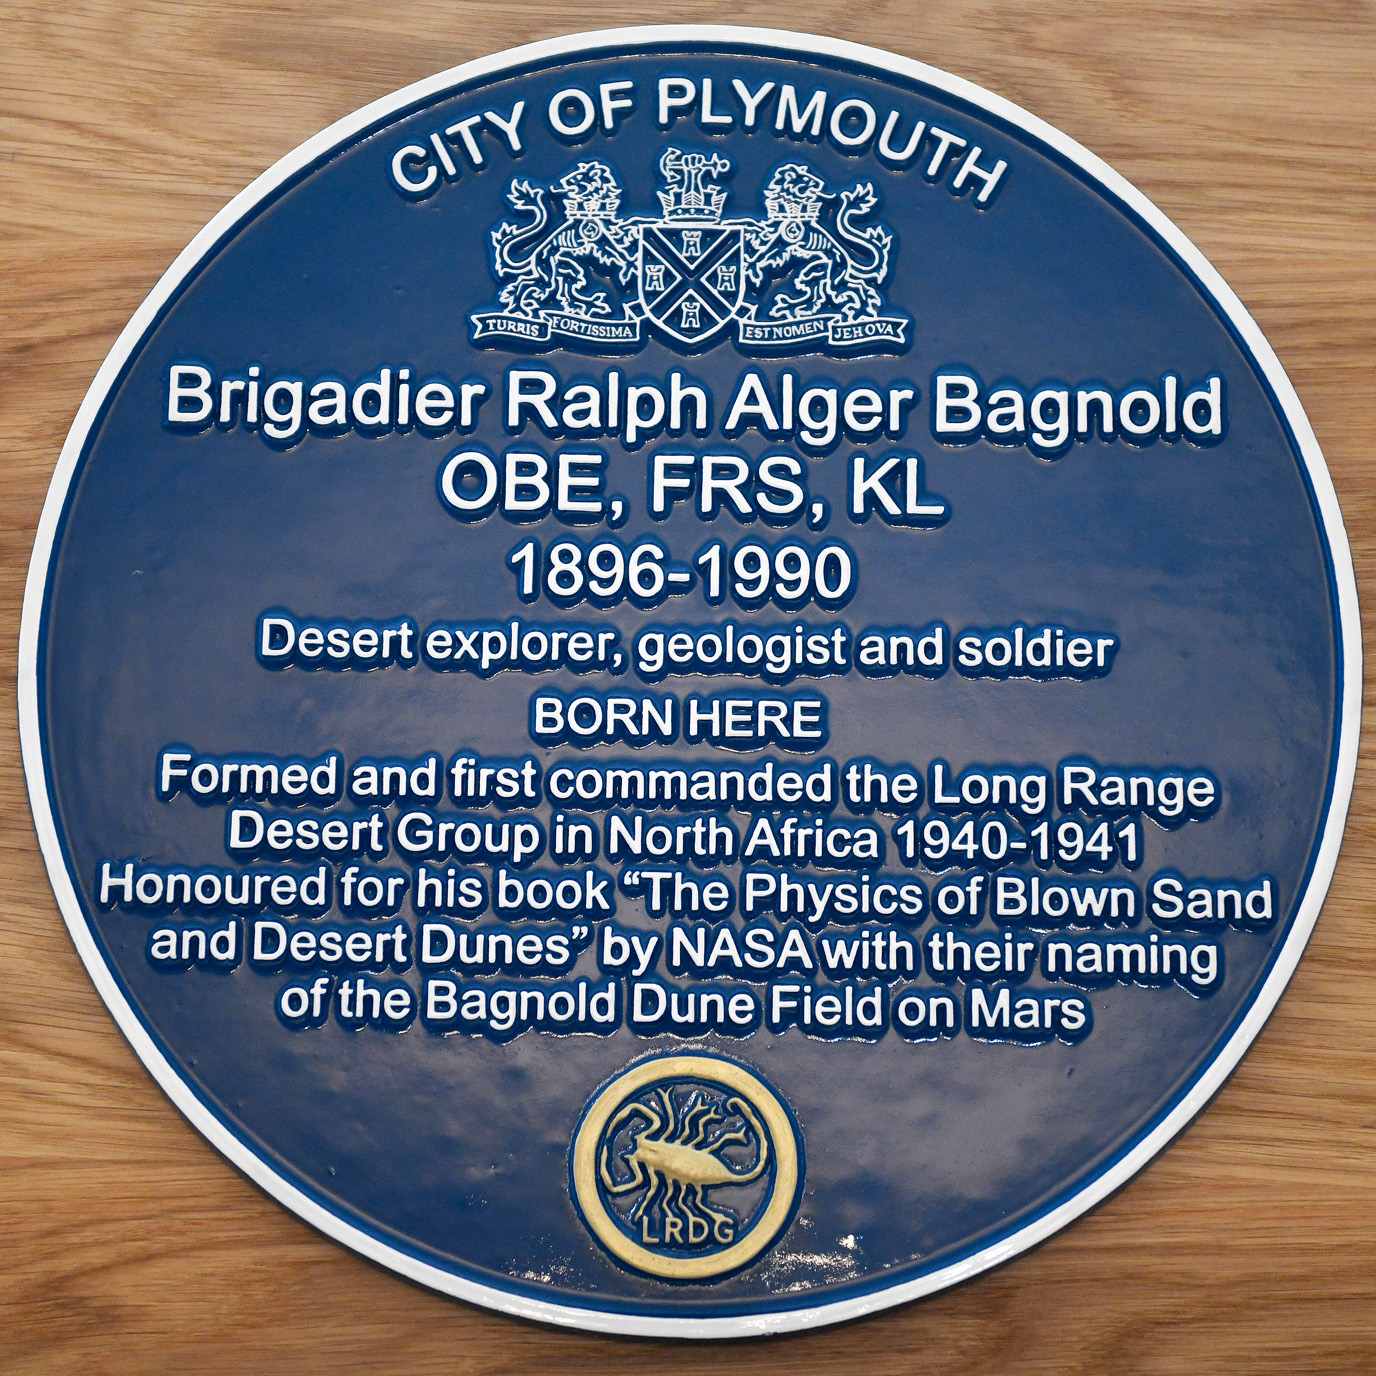 CITY OF PLYMOUTH
TURRIS FORTISSIMA EST NOMEN JEHOVA
Brigadier Ralph Alger Bagnold
OBE, FRS, KL
1896-1990
Desert explorer, geologist and soldier
BORN HERE
Formed and first commanded the Long Range
Desert Group in North Africa 1940-1941
Honoured for his book “The Physics of Blown Sand
and Desert Dunes” by NASA with their naming
of the Bagnold Dune Field on Mars
LRDG